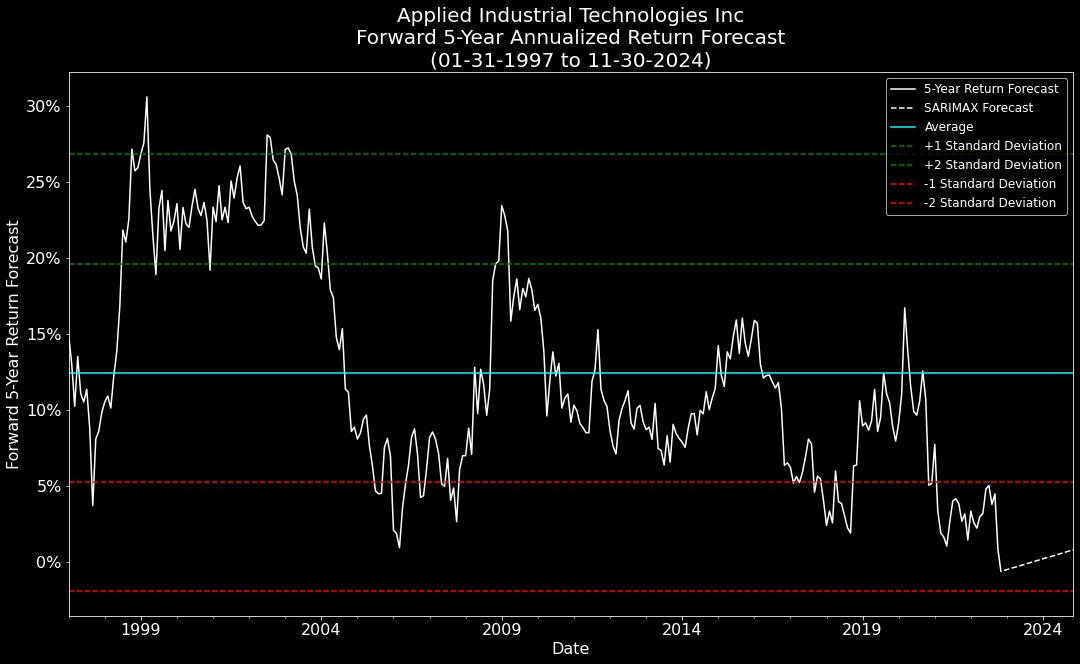 Applied Industrial Technologies Inc
Forward 5-Year Annualized Return Forecast
(01-31-1997 to 11-30-2024)
5-Year Return Forecast
SARIMAX Forecast
Average
+1 Standard Deviation
+2 Standard Deviation
-1 Standard Deviation
-2 Standard Deviation
Forward 5-Year Return Forecast
30%
25%
20%
15%
10%
5%
0%
1999
2004
2009
2014
2019
2024
Date